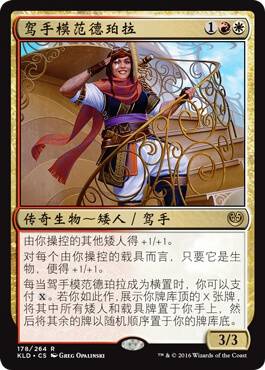 驾手模范德珀拉 1
传奇生物～矮人／驾手
由你操控的其他矮人得+1/+1。
对每个由你操控的载具而言，只要它是生物，便得+1/+1。
每当驾手模范德珀拉成为横置时，你可以支付x。若你如此作，展示你牌库顶的X张牌，将其中所有矮人和载具牌置于你手上，然后将其余的牌以随机顺序置于你的牌库底。
3/3
178/264 R
KLD • CS GREG OPALINSKI
™ & © 2016 Wizards of the Coast